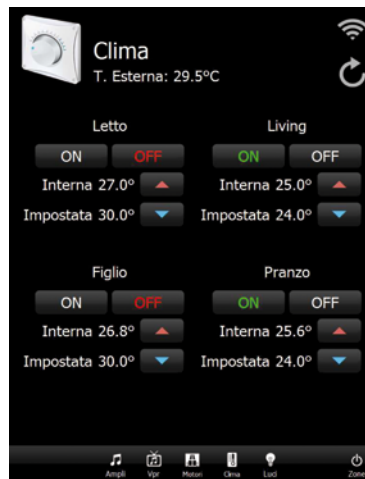 Clima
T. Esterna: 29.5°C
Letto
ON OFF
Interna 27.0°
Impostata 30.0°
Living
ON OFF
Interna 25.0°
Impostata 24.0°
Figlio
ON OFF
Interna 26.8°
Impostata 30.0°
Pranzo
ON OFF
Interna 25.6°
Impostata 24.0°
Ampli Vpr Motori Clima Luci Zone